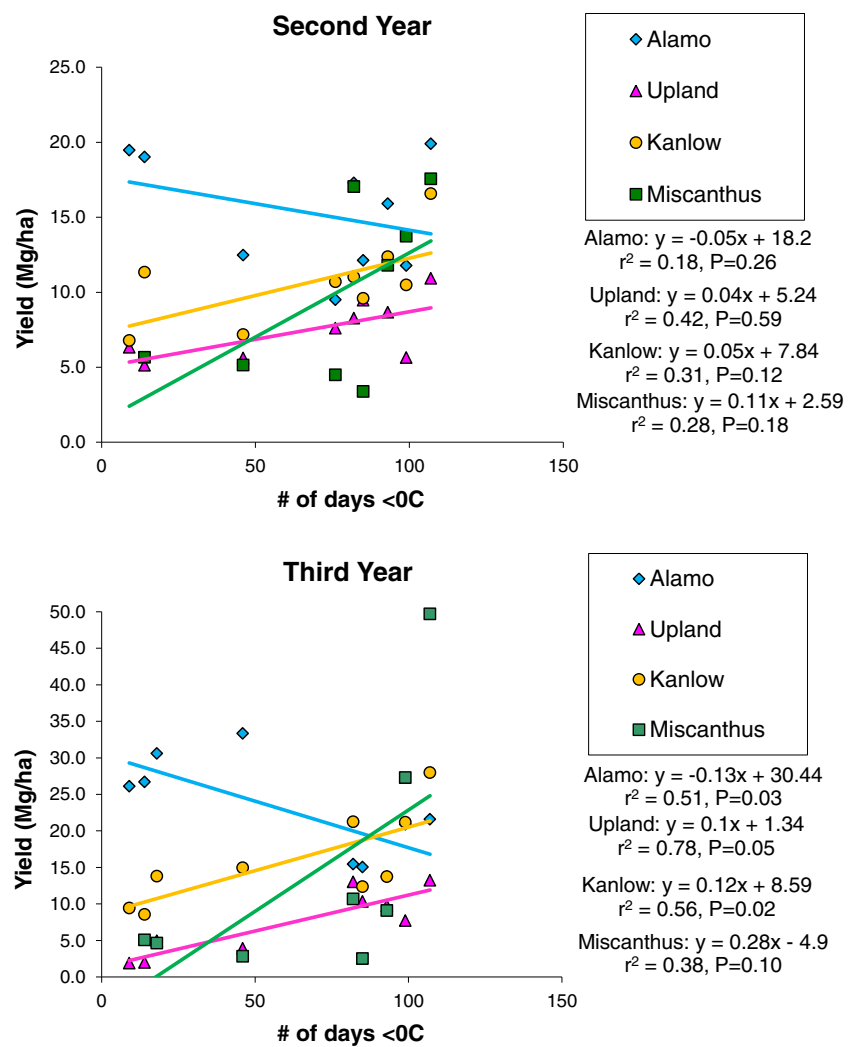 Second Year
Yield (Mg/ha)
25.0
20.0
15.0
10.0
5.0
0.0
0
50
100
150
# of days <0C
Alamo
Upland
Kanlow
Miscanthus
Alamo: y = -0.05x + 18.2
r² = 0.18, P=0.26
Upland: y = 0.04x + 5.24
r² = 0.42, P=0.59
Kanlow: y = 0.05x + 7.84
r² = 0.31, P=0.12
Miscanthus: y = 0.11x + 2.59
r² = 0.28, P=0.18
Third Year
Yield (Mg/ha)
50.0
45.0
40.0
35.0
30.0
25.0
20.0
15.0
10.0
5.0
0.0
0
50
100
150
# of days <0C
Alamo
Upland
Kanlow
Miscanthus
Alamo: y = -0.13x + 30.44
r² = 0.51, P=0.03
Upland: y = 0.1x + 1.34
r² = 0.78, P=0.05
Kanlow: y = 0.12x + 8.59
r² = 0.56, P=0.02
Miscanthus: y = 0.28x - 4.9
r² = 0.38, P=0.10